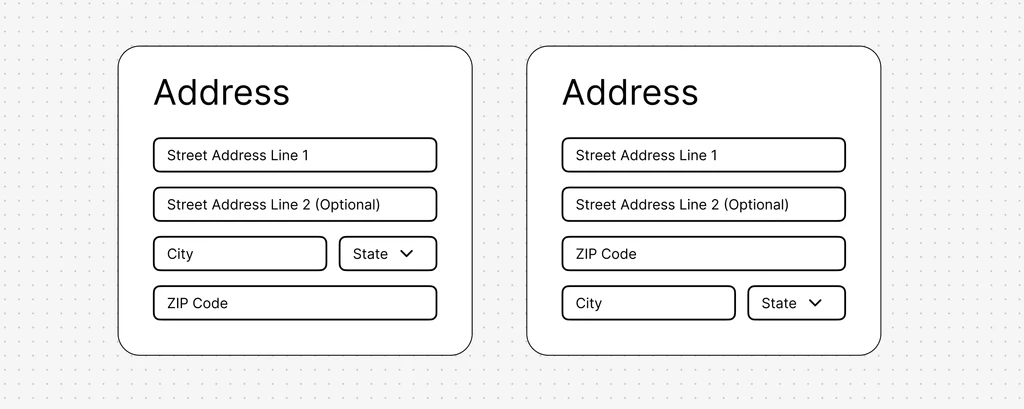 Address
Street Address Line 1
Street Address Line 2 (Optional)
City
State
ZIP Code
Address
Street Address Line 1
Street Address Line 2 (Optional)
ZIP Code
City
State